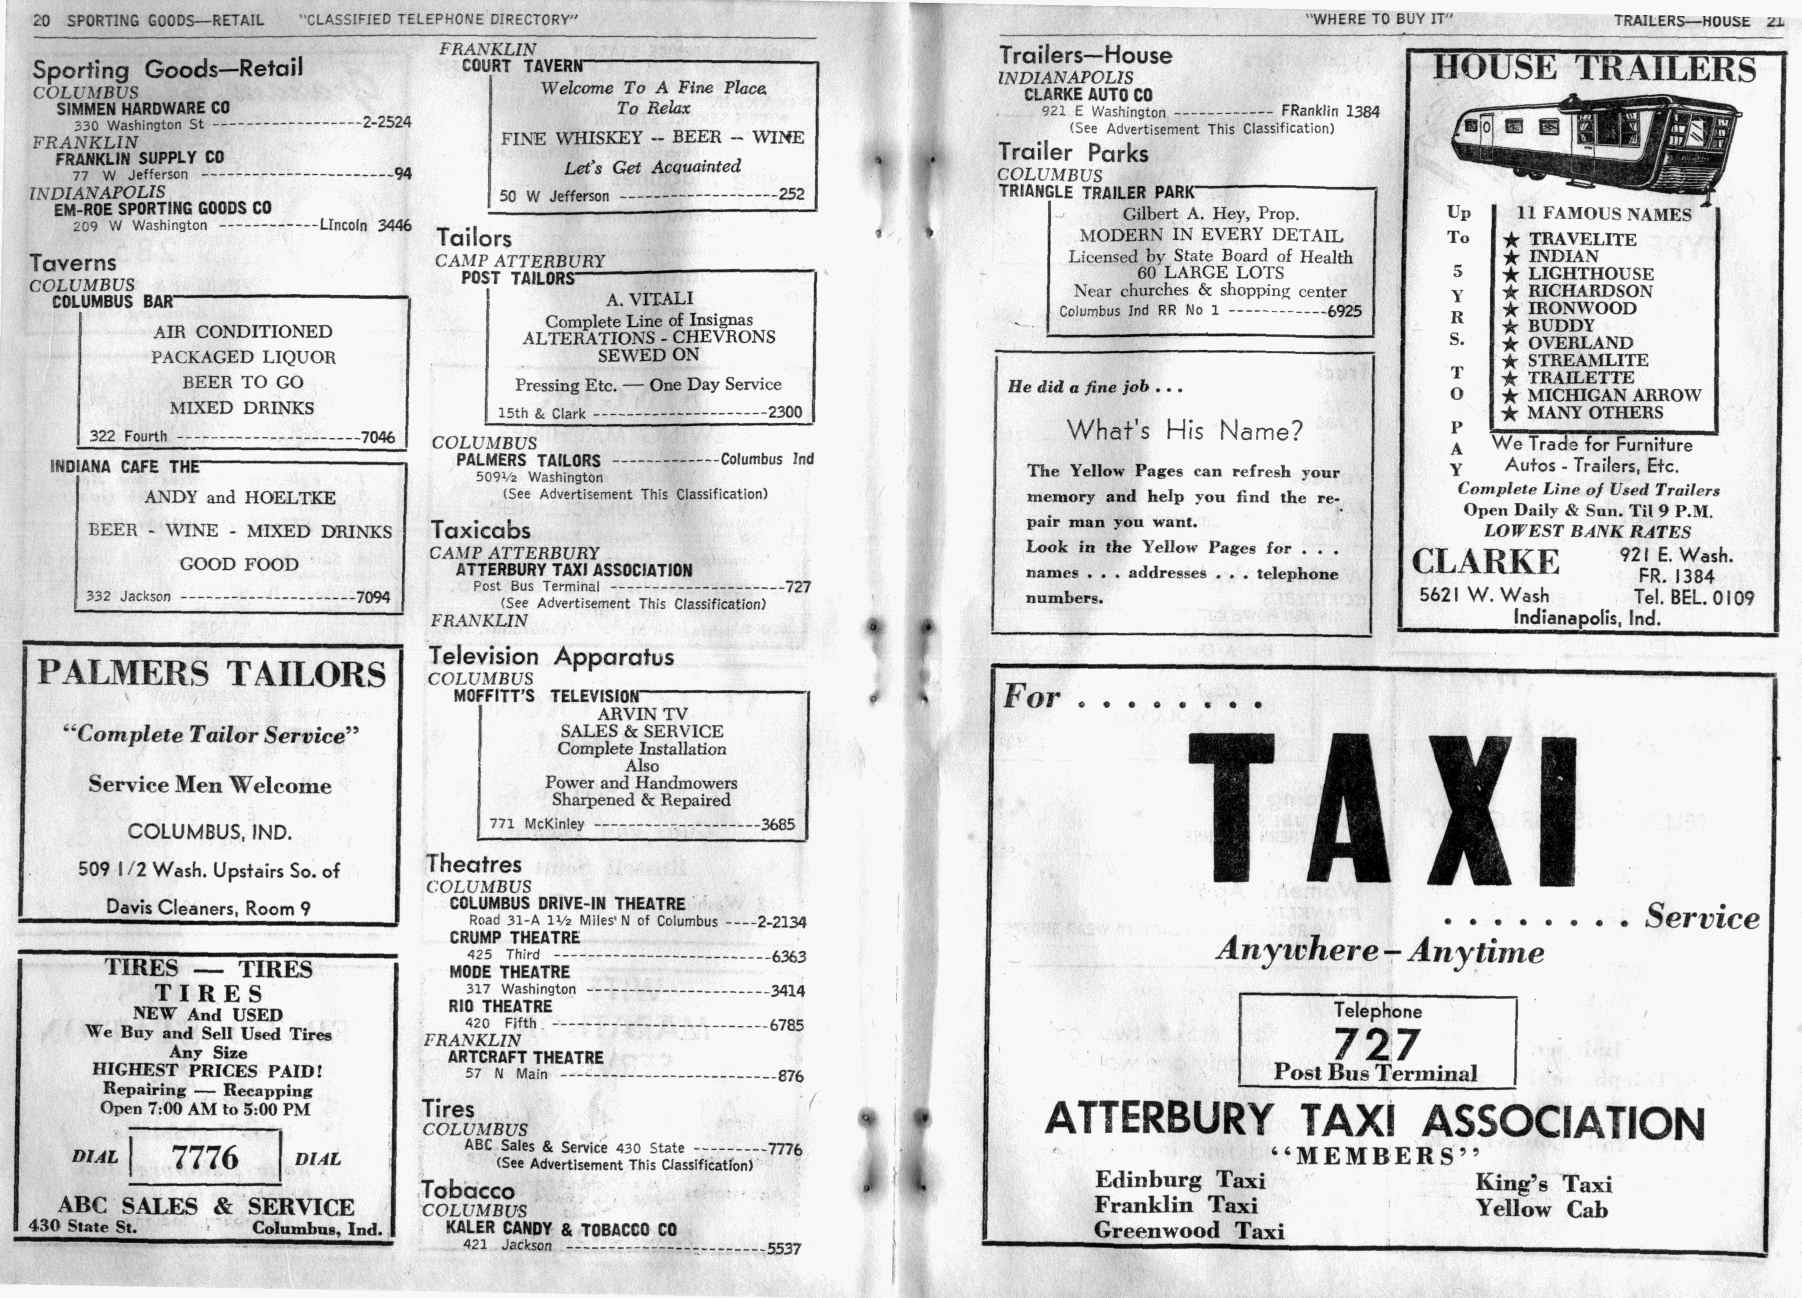 20 SPORTING GOODS—RETAIL "CLASSIFIED TELEPHONE DIRECTORY"
Sporting Goods—Retail
COLUMBUS
SIMMEN HARDWARE CO
330 Washington St ------------------2-2524
FRANKLIN
FRANKLIN SUPPLY CO
77 W Jefferson -----------------------94
INDIANAPOLIS
EM-ROE SPORTING GOODS CO
209 W Washington ------------LIncoln 3446
Taverns
COLUMBUS
COLUMBUS BAR
AIR CONDITIONED
PACKAGED LIQUOR
BEER TO GO
MIXED DRINKS
322 Fourth ----------------------7046
INDIANA CAFE THE
ANDY and HOELTKE
BEER - WINE - MIXED DRINKS
GOOD FOOD
332 Jackson ---------------------7094
PALMERS TAILORS
"Complete Tailor Service"
Service Men Welcome
COLUMBUS, IND.
509 1/2 Wash. Upstairs So. of
Davis Cleaners, Room 9
TIRES — TIRES
TIRES
NEW And USED
We Buy and Sell Used Tires
Any Size
HIGHEST PRICES PAID!
Repairing — Recapping
Open 7:00 AM to 5:00 PM
DIAL 7776 DIAL
ABC SALES & SERVICE
430 State St. Columbus, Ind.
FRANKLIN
COURT TAVERN
Welcome To A Fine Place
To Relax
FINE WHISKEY -- BEER -- WINE
Let's Get Acquainted
50 W Jefferson -------------------252
Tailors
CAMP ATTERBURY
POST TAILORS
A. VITALI
Complete Line of Insignas
ALTERATIONS - CHEVRONS
SEWED ON
Pressing Etc. — One Day Service
15th & Clark ---------------------2300
COLUMBUS
PALMERS TAILORS -------------Columbus Ind
509½ Washington
(See Advertisement This Classification)
Taxicabs
CAMP ATTERBURY
ATTERBURY TAXI ASSOCIATION
Post Bus Terminal ---------------------727
(See Advertisement This Classification)
FRANKLIN
Television Apparatus
COLUMBUS
MOFFITT'S TELEVISION
ARVIN TV
SALES & SERVICE
Complete Installation
Also
Power and Handmowers
Sharpened & Repaired
771 McKinley --------------------3685
Theatres
COLUMBUS
COLUMBUS DRIVE-IN THEATRE
Road 31-A 1½ Miles' N of Columbus ----2-2134
CRUMP THEATRE
425 Third --------------------------6363
MODE THEATRE
317 Washington ----------------------3414
RIO THEATRE
420 Fifth --------------------------6785
FRANKLIN
ARTCRAFT THEATRE
57 N Main --------------------------876
Tires
COLUMBUS
ABC Sales & Service 430 State ---------7776
(See Advertisement This Classification)
Tobacco
COLUMBUS
KALER CANDY & TOBACCO CO
421 Jackson ------------------------5537
"WHERE TO BUY IT" TRAILERS—HOUSE 21
Trailers—House
INDIANAPOLIS
CLARKE AUTO CO
921 E Washington ------------ FRanklin 1384
(See Advertisement This Classification)
Trailer Parks
COLUMBUS
TRIANGLE TRAILER PARK
Gilbert A. Hey, Prop.
MODERN IN EVERY DETAIL
Licensed by State Board of Health
60 LARGE LOTS
Near churches & shopping center
Columbus Ind RR No 1 ------------6925
He did a fine job . . .
What's His Name?
The Yellow Pages can refresh your
memory and help you find the re-
pair man you want.
Look in the Yellow Pages for . . .
names . . . addresses . . . telephone
numbers.
HOUSE TRAILERS
Up To 5 YRS. TO PAY
11 FAMOUS NAMES
★ TRAVELITE
★ INDIAN
★ LIGHTHOUSE
★ RICHARDSON
★ IRONWOOD
★ BUDDY
★ OVERLAND
★ STREAMLITE
★ TRAILETTE
★ MICHIGAN ARROW
★ MANY OTHERS
We Trade for Furniture
Autos - Trailers, Etc.
Complete Line of Used Trailers
Open Daily & Sun. Til 9 P.M.
LOWEST BANK RATES
CLARKE 921 E. Wash.
FR. 1384
5621 W. Wash Tel. BEL. 0109
Indianapolis, Ind.
For . . . . . . . .
TAXI
. . . . . . . . Service
Anywhere – Anytime
Telephone
727
Post Bus Terminal
ATTERBURY TAXI ASSOCIATION
"MEMBERS"
Edinburg Taxi King's Taxi
Franklin Taxi Yellow Cab
Greenwood Taxi